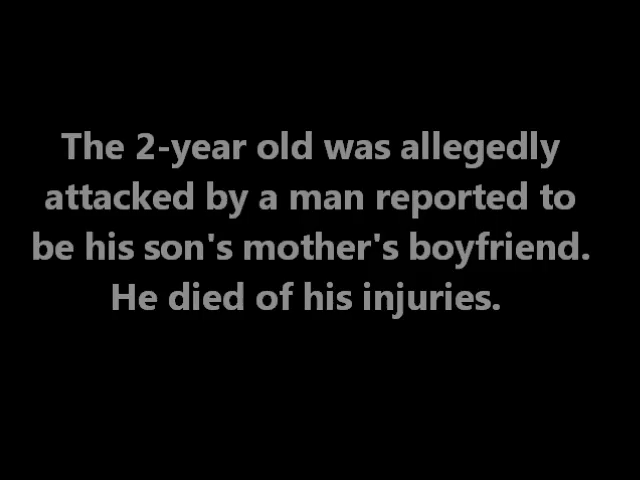 The 2-year old was allegedly
attacked by a man reported to
be his son's mother's boyfriend.
He died of his injuries.